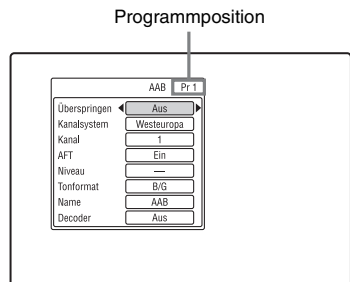 Programmposition
AAB Pr 1
Überspringen Aus
Kanalsystem Westeuropa
Kanal 1
AFT Ein
Niveau —
Tonformat B/G
Name AAB
Decoder Aus